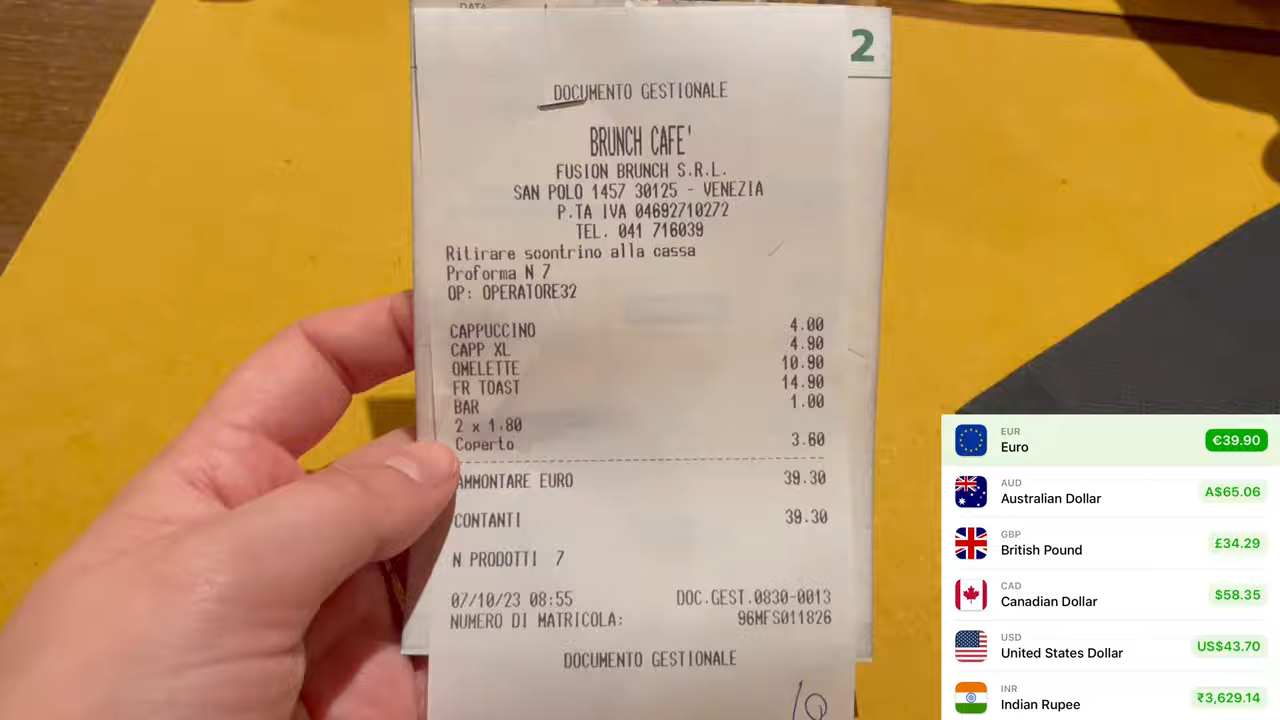 DATA
2
DOCUMENTO GESTIONALE
BRUNCH CAFE'
FUSION BRUNCH S.R.L.
SAN POLO 1457 30125 - VENEZIA
P.TA IVA 04692710272
TEL. 041 716039
Ritirare scontrino alla cassa
Proforma N 7
OP: OPERATORE32
CAPPUCCINO 4.00
CAPP XL 4.90
OMELETTE 10.90
FR TOAST 14.90
BAR 1.00
2 x 1.80
Coperto 3.60
AMMONTARE EURO 39.30
CONTANTI 39.30
N PRODOTTI 7
07/10/23 08:55 DOC.GEST.0830-0013
NUMERO DI MATRICOLA: 96MFS011826
DOCUMENTO GESTIONALE
EUR
Euro €39.90
AUD
Australian Dollar A$65.06
GBP
British Pound £34.29
CAD
Canadian Dollar $58.35
USD
United States Dollar US$43.70
INR
Indian Rupee ₹3,629.14